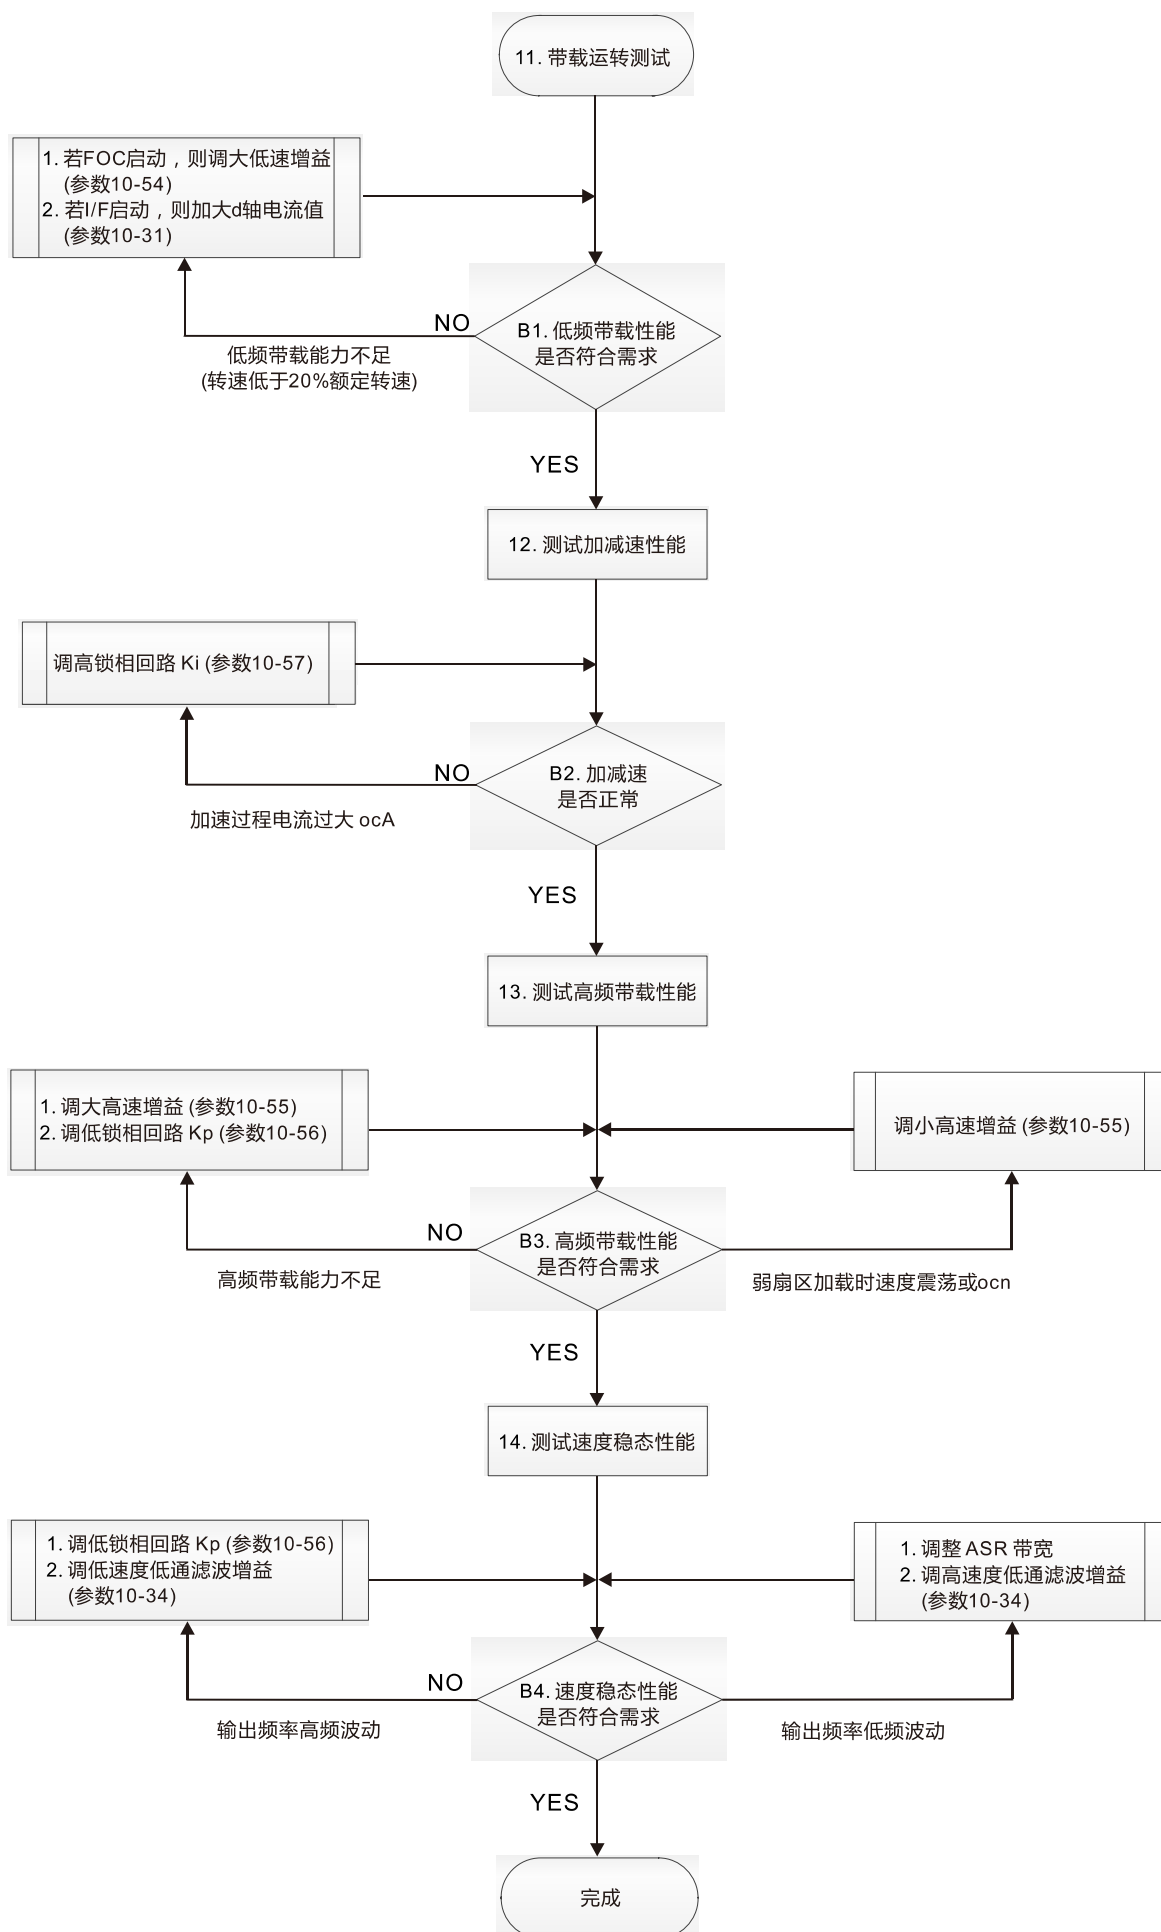 11. 带载运转测试
1. 若FOC启动，则调大低速增益
(参数10-54)
2. 若I/F启动，则加大d轴电流值
(参数10-31)
NO
B1. 低频带载性能
是否符合需求
低频带载能力不足
(转速低于20%额定转速)
YES
12. 测试加减速性能
调高锁相回路 Ki (参数10-57)
NO
B2. 加减速
是否正常
加速过程电流过大 ocA
YES
13. 测试高频带载性能
1. 调大高速增益 (参数10-55)
2. 调低锁相回路 Kp (参数10-56)
调小高速增益 (参数10-55)
NO
B3. 高频带载性能
是否符合需求
高频带载能力不足
弱扇区加载时速度震荡或ocn
YES
14. 测试速度稳态性能
1. 调低锁相回路 Kp (参数10-56)
2. 调低速度低通滤波增益
(参数10-34)
1. 调整 ASR 带宽
2. 调高速度低通滤波增益
(参数10-34)
NO
B4. 速度稳态性能
是否符合需求
输出频率高频波动
输出频率低频波动
YES
完成